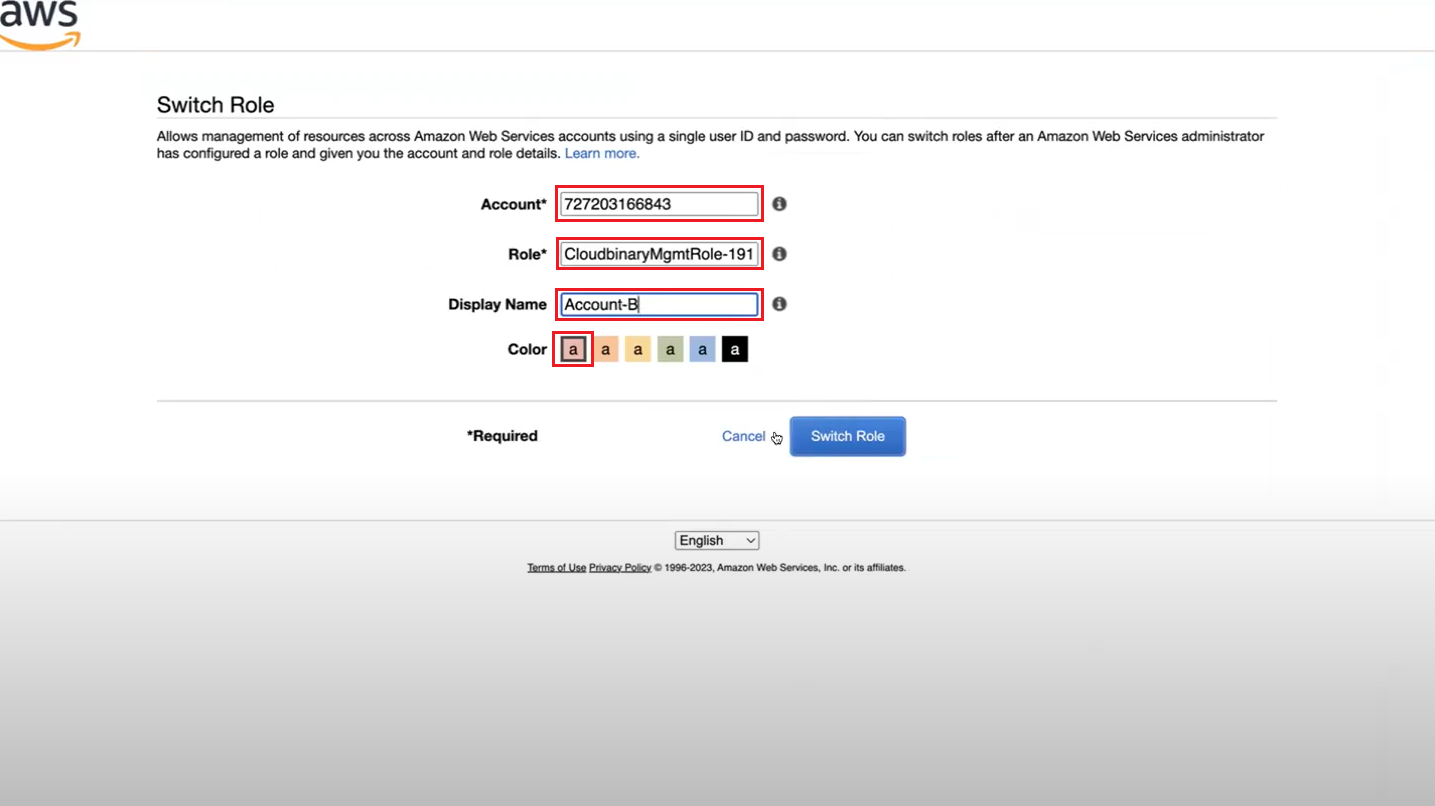 aws
Switch Role
Allows management of resources across Amazon Web Services accounts using a single user ID and password. You can switch roles after an Amazon Web Services administrator
has configured a role and given you the account and role details. Learn more.
Account* 727203166843
Role* CloudbinaryMgmtRole-191
Display Name Account-B
Color a a a a a a
*Required Cancel Switch Role
English
Terms of Use Privacy Policy © 1996-2023, Amazon Web Services, Inc. or its affiliates.